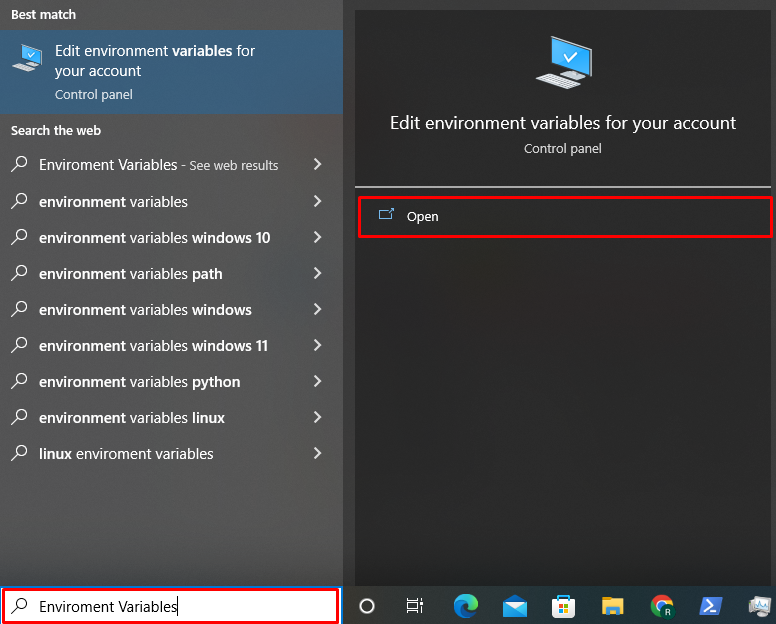 Best match
Edit environment variables for
your account
Control panel
Search the web
Enviroment Variables - See web results
environment variables
environment variables windows 10
environment variables path
environment variables windows
environment variables windows 11
environment variables python
environment variables linux
linux enviroment variables
Enviroment Variables
Edit environment variables for your account
Control panel
Open
R